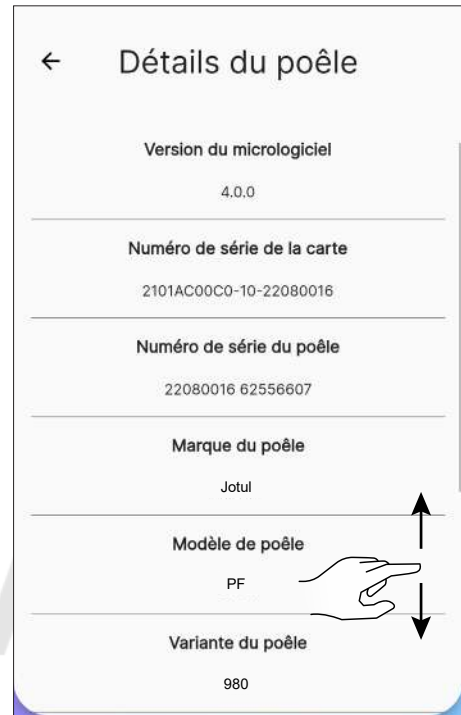 Détails du poêle
Version du micrologiciel
4.0.0
Numéro de série de la carte
2101AC00C0-10-22080016
Numéro de série du poêle
22080016 62556607
Marque du poêle
Jotul
Modèle de poêle
PF
Variante du poêle
980